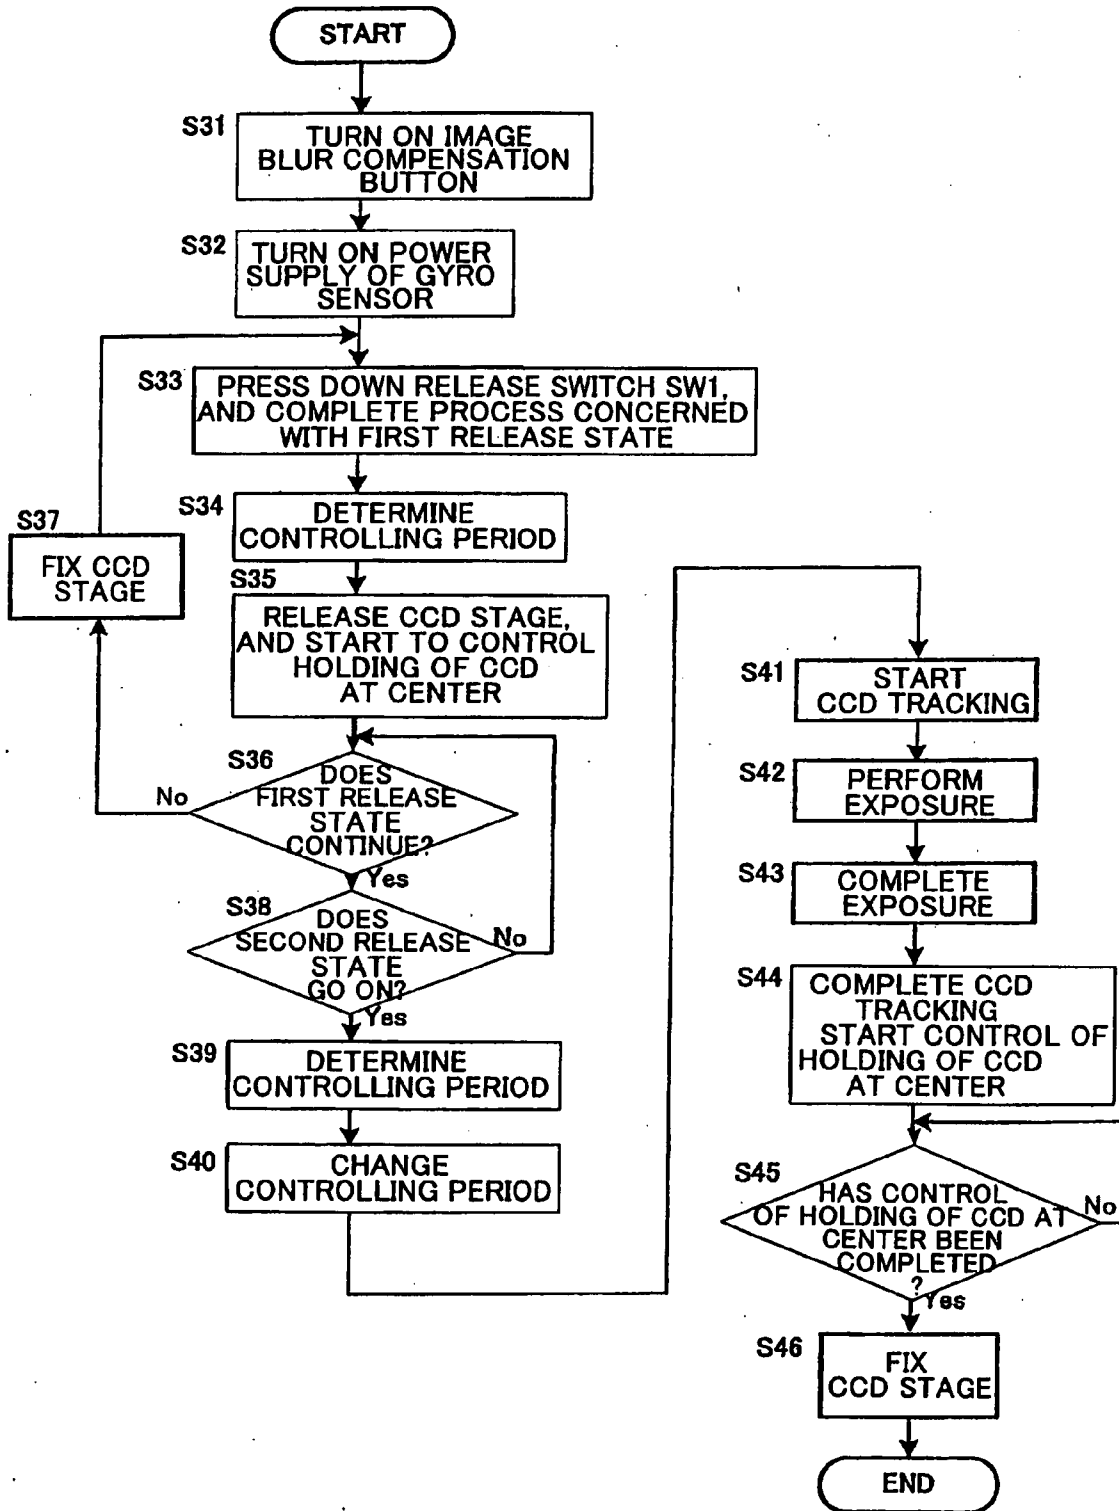 START
S31
TURN ON IMAGE
BLUR COMPENSATION
BUTTON
S32
TURN ON POWER
SUPPLY OF GYRO
SENSOR
S33
PRESS DOWN RELEASE SWITCH SW1,
AND COMPLETE PROCESS CONCERNED
WITH FIRST RELEASE STATE
S34
DETERMINE
CONTROLLING PERIOD
S37
FIX CCD
STAGE
S35
RELEASE CCD STAGE,
AND START TO CONTROL
HOLDING OF CCD
AT CENTER
S36
DOES
FIRST RELEASE
STATE
CONTINUE?
No
Yes
S38
DOES
SECOND RELEASE
STATE
GO ON?
No
Yes
S39
DETERMINE
CONTROLLING PERIOD
S40
CHANGE
CONTROLLING PERIOD
S41
START
CCD TRACKING
S42
PERFORM
EXPOSURE
S43
COMPLETE
EXPOSURE
S44
COMPLETE CCD
TRACKING
START CONTROL OF
HOLDING OF CCD
AT CENTER
S45
HAS CONTROL
OF HOLDING OF CCD AT
CENTER BEEN
COMPLETED
?
No
Yes
S46
FIX
CCD STAGE
END